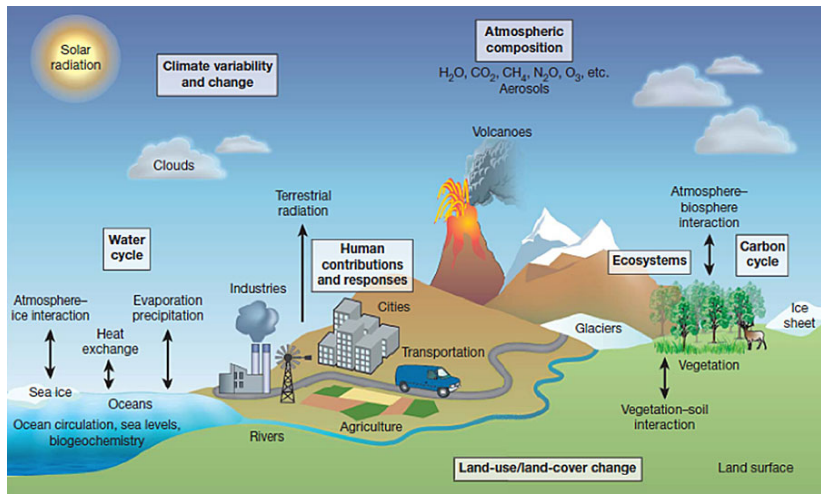 Solar
radiation
Climate variability
and change
Atmospheric
composition
H₂O, CO₂, CH₄, N₂O, O₃, etc.
Aerosols
Volcanoes
Clouds
Terrestrial
radiation
Atmosphere–
biosphere
interaction
Water
cycle
Human
contributions
and responses
Ecosystems
Carbon
cycle
Industries
Atmosphere–
ice interaction
Evaporation
precipitation
Heat
exchange
Cities
Transportation
Glaciers
Ice
sheet
Vegetation
Sea ice
Oceans
Ocean circulation, sea levels,
biogeochemistry
Rivers
Agriculture
Vegetation–soil
interaction
Land-use/land-cover change
Land surface